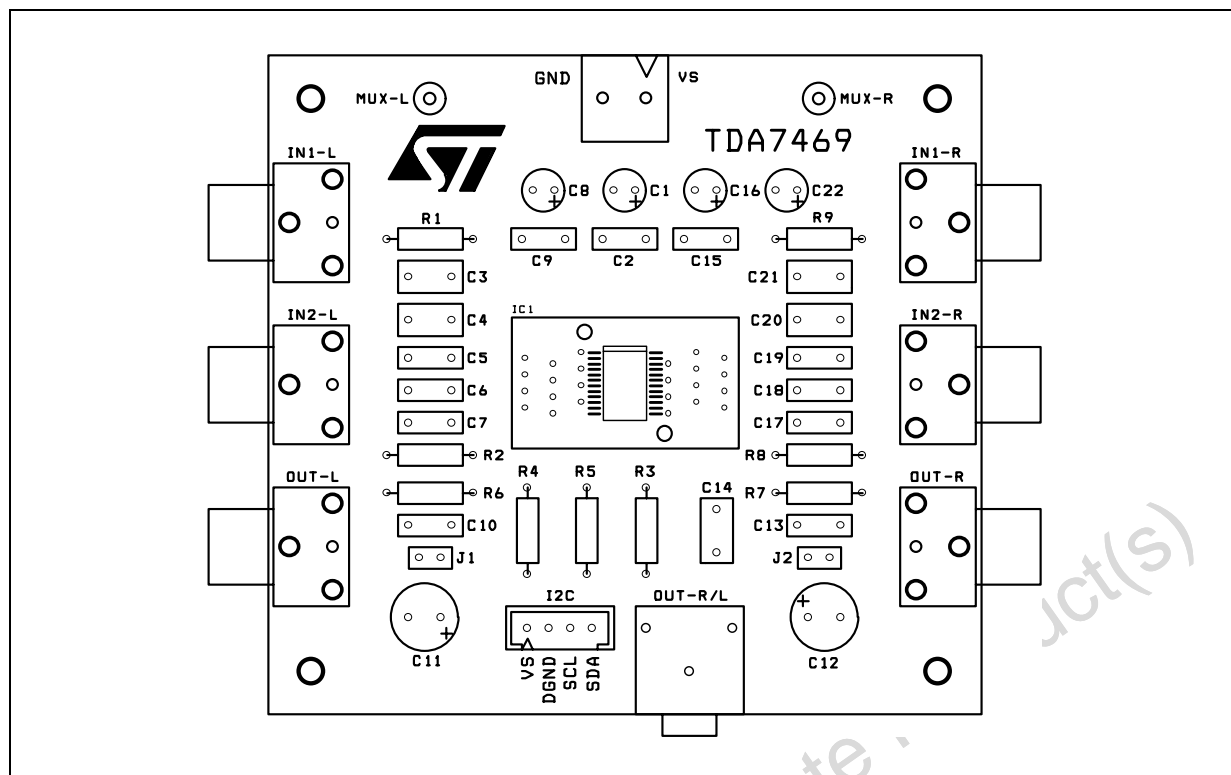 GND VS
MUX-L MUX-R
ST TDA7469
IN1-L IN1-R
C8 C1 C16 C22
R1 R9
C9 C2 C15
C3 C21
IC1
IN2-L IN2-R
C4 C20
C5 C19
C6 C18
C7 C17
R2 R8
R4 R5 R3
OUT-L C14 OUT-R
R6 R7
C10 C13
J1 J2
I2C OUT-R/L
C11 C12
VS
DGND
SCL
SDA
uct(s)